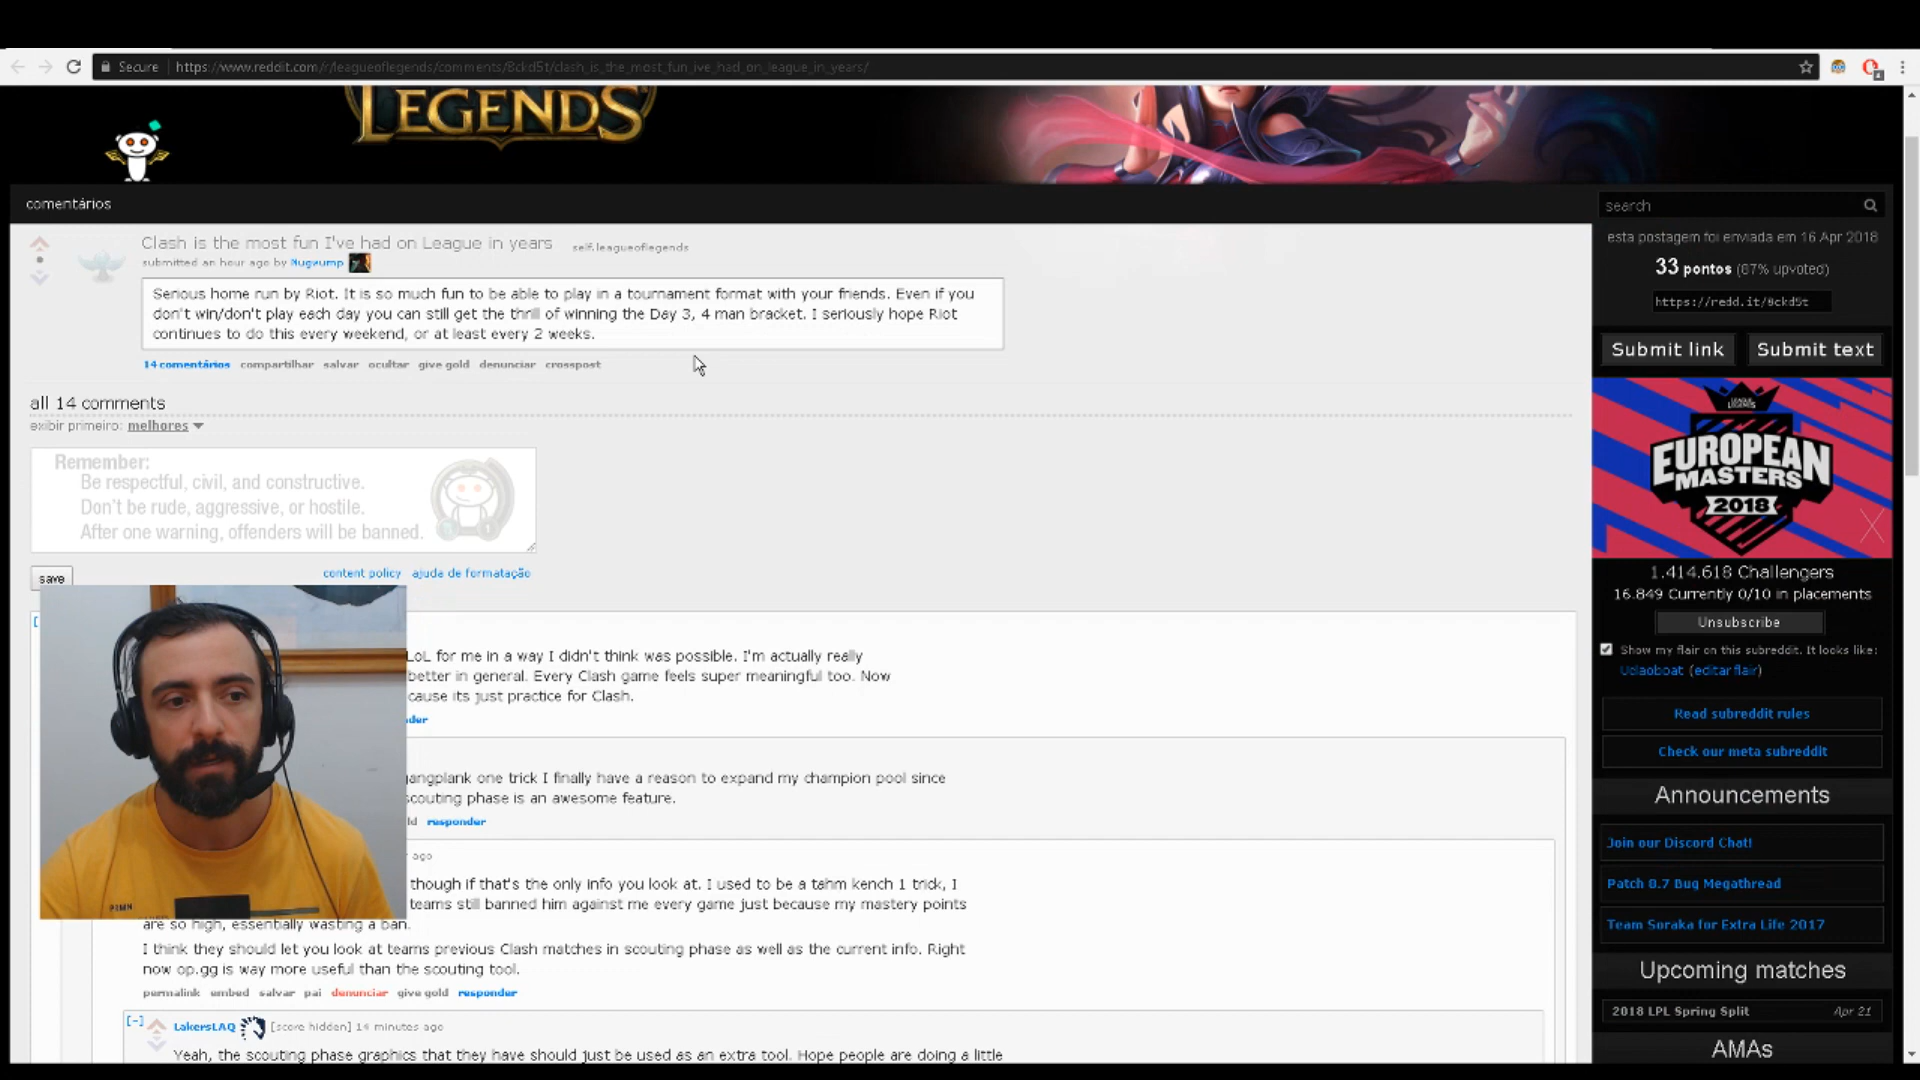 Secure https://www.reddit.com/r/leagueoflegends/comments/8ckd5t/clash_is_the_most_fun_ive_had_on_league_in_years/
LEGENDS
comentários
search
Clash is the most fun I've had on League in years self.leagueoflegends
submitted an hour ago by Nugwump
Serious home run by Riot. It is so much fun to be able to play in a tournament format with your friends. Even if you
don't win/don't play each day you can still get the thrill of winning the Day 3, 4 man bracket. I seriously hope Riot
continues to do this every weekend, or at least every 2 weeks.
14 comentários compartilhar salvar ocultar give gold denunciar crosspost
all 14 comments
exibir primeiro: melhores
Remember:
Be respectful, civil, and constructive.
Don't be rude, aggressive, or hostile.
After one warning, offenders will be banned.
save
content policy ajuda de formatação
LoL for me in a way I didn't think was possible. I'm actually really
better in general. Every Clash game feels super meaningful too. Now
cause its just practice for Clash.
nder
gangplank one trick I finally have a reason to expand my champion pool since
scouting phase is an awesome feature.
ld responder
ago
though if that's the only info you look at. I used to be a tahm kench 1 trick, I
teams still banned him against me every game just because my mastery points
are so high, essentially wasting a ban.
I think they should let you look at teams previous Clash matches in scouting phase as well as the current info. Right
now op.gg is way more useful than the scouting tool.
permalink embed salvar pai denunciar give gold responder
[-] LakersLAQ [score hidden] 14 minutes ago
Yeah, the scouting phase graphics that they have should just be used as an extra tool. Hope people are doing a little
esta postagem foi enviada em 16 Apr 2018
33 pontos (87% upvoted)
https://redd.it/8ckd5t
Submit link Submit text
LEAGUE LEGENDS
EUROPEAN
MASTERS
2018
1.414.618 Challengers
16.849 Currently 0/10 in placements
Unsubscribe
Show my flair on this subreddit. It looks like:
Udaoboat (editar flair)
Read subreddit rules
Check our meta subreddit
Announcements
Join our Discord Chat!
Patch 8.7 Bug Megathread
Team Soraka for Extra Life 2017
Upcoming matches
2018 LPL Spring Split Apr 21
AMAs